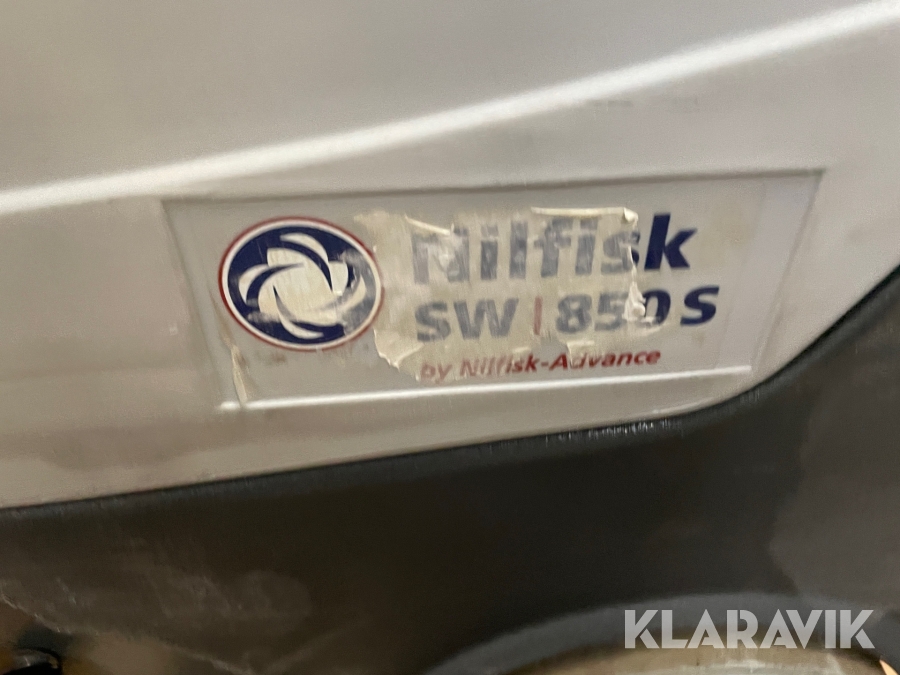 Nilfisk
SW | 850 S
by Nilfisk-Advance
KLARAVIK